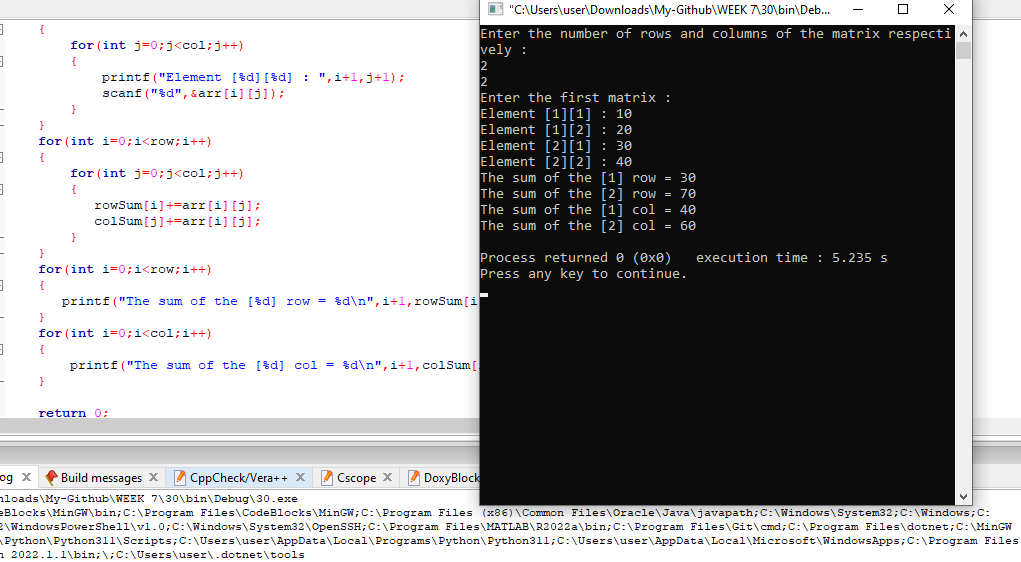 {
for(int j=0;j<col;j++)
{
printf("Element [%d][%d] : ",i+1,j+1);
scanf("%d",&arr[i][j]);
}
}
for(int i=0;i<row;i++)
{
for(int j=0;j<col;j++)
{
rowSum[i]+=arr[i][j];
colSum[j]+=arr[i][j];
}
}
for(int i=0;i<row;i++)
{
printf("The sum of the [%d] row = %d\n",i+1,rowSum[i
}
for(int i=0;i<col;i++)
{
printf("The sum of the [%d] col = %d\n",i+1,colSum[
}
return 0;
"C:\Users\user\Downloads\My-Github\WEEK 7\30\bin\Deb...
Enter the number of rows and columns of the matrix respecti
vely :
2
2
Enter the first matrix :
Element [1][1] : 10
Element [1][2] : 20
Element [2][1] : 30
Element [2][2] : 40
The sum of the [1] row = 30
The sum of the [2] row = 70
The sum of the [1] col = 40
The sum of the [2] col = 60
Process returned 0 (0x0)   execution time : 5.235 s
Press any key to continue.
og X Build messages X CppCheck/Vera++ X Cscope X DoxyBlock
nloads\My-Github\WEEK 7\30\bin\Debug\30.exe
eBlocks\MinGW\bin;C:\Program Files\CodeBlocks\MinGW;C:\Program Files (x86)\Common Files\Oracle\Java\javapath;C:\Windows\System32;C:\Windows;C:
2\WindowsPowerShell\v1.0;C:\Windows\System32\OpenSSH;C:\Program Files\MATLAB\R2022a\bin;C:\Program Files\Git\cmd;C:\Program Files\dotnet;C:\MinGW
\Python\Python311\Scripts;C:\Users\user\AppData\Local\Programs\Python\Python311;C:\Users\user\AppData\Local\Microsoft\WindowsApps;C:\Program Files
n 2022.1.1\bin;\;C:\Users\user\.dotnet\tools